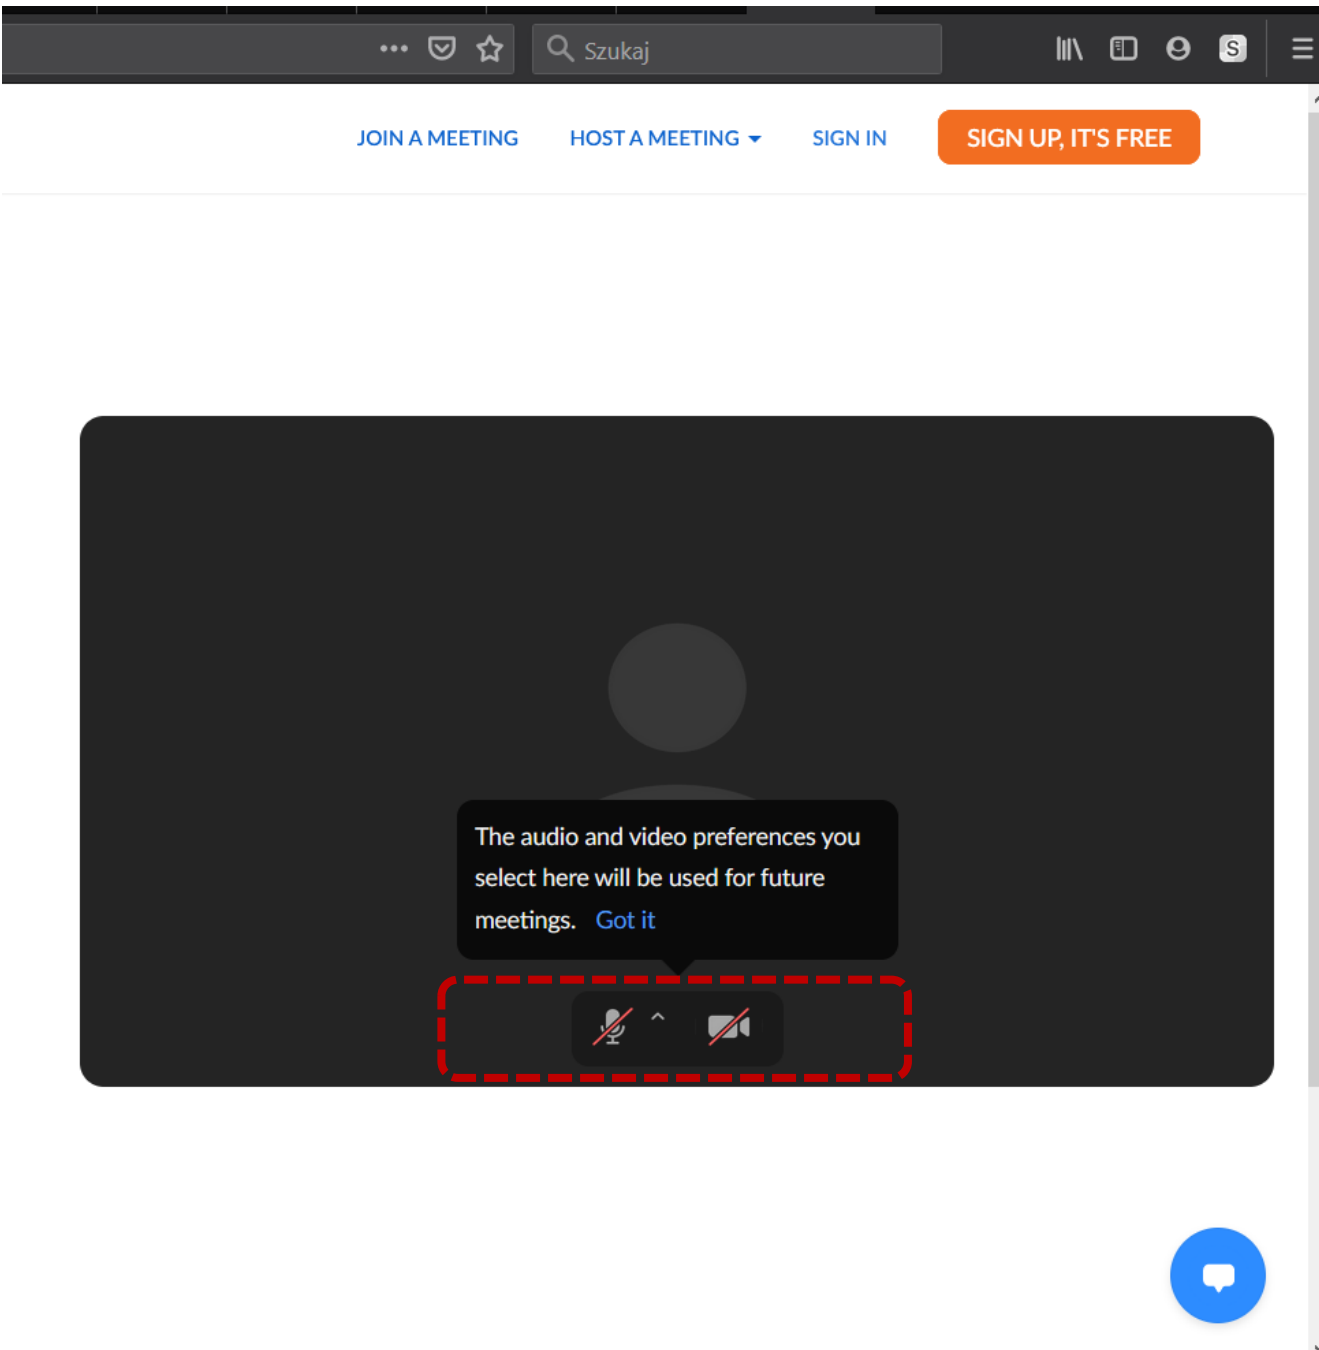 Szukaj
S
JOIN A MEETING
HOST A MEETING
SIGN IN
SIGN UP, IT'S FREE
The audio and video preferences you
select here will be used for future
meetings. Got it